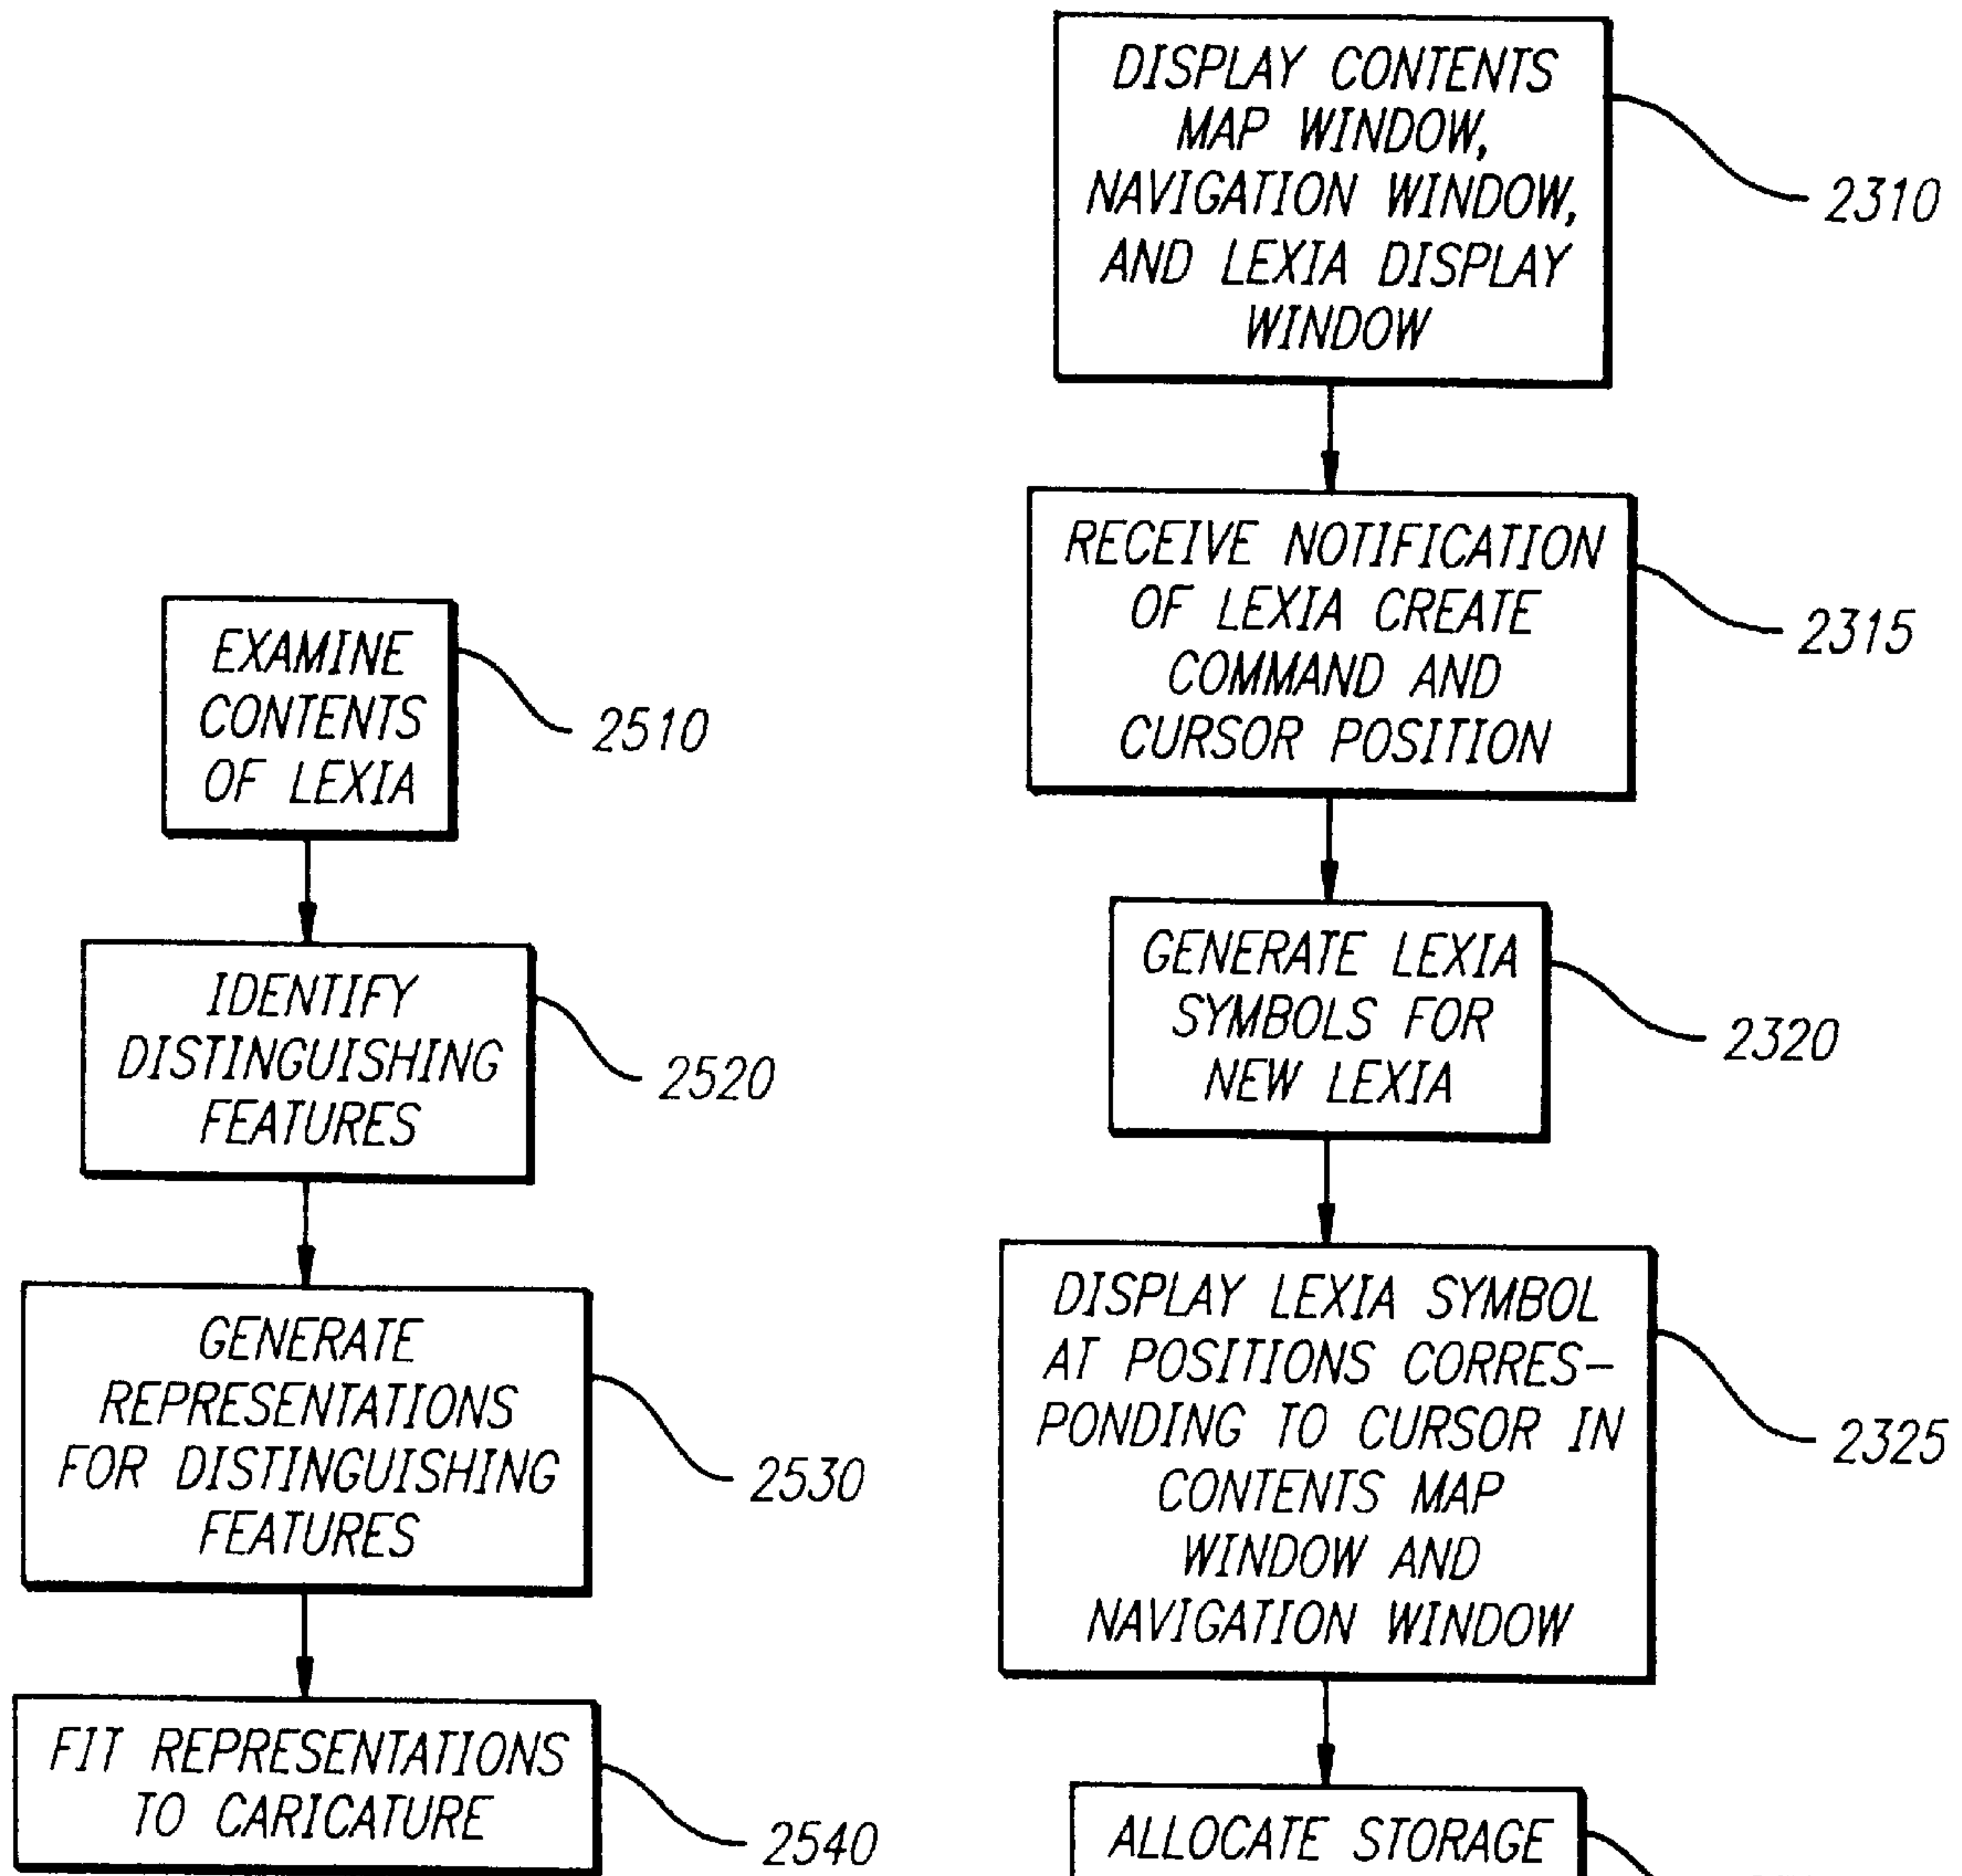 EXAMINE
CONTENTS
OF LEXIA
2510
IDENTIFY
DISTINGUISHING
FEATURES
2520
GENERATE
REPRESENTATIONS
FOR DISTINGUISHING
FEATURES
2530
FIT REPRESENTATIONS
TO CARICATURE
2540
DISPLAY CONTENTS
MAP WINDOW,
NAVIGATION WINDOW,
AND LEXIA DISPLAY
WINDOW
2310
RECEIVE NOTIFICATION
OF LEXIA CREATE
COMMAND AND
CURSOR POSITION
2315
GENERATE LEXIA
SYMBOLS FOR
NEW LEXIA
2320
DISPLAY LEXIA SYMBOL
AT POSITIONS CORRES-
PONDING TO CURSOR IN
CONTENTS MAP
WINDOW AND
NAVIGATION WINDOW
2325
ALLOCATE STORAGE